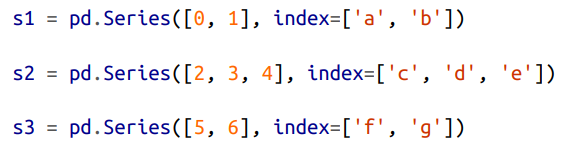 s1 = pd.Series([0, 1], index=['a', 'b'])
s2 = pd.Series([2, 3, 4], index=['c', 'd', 'e'])
s3 = pd.Series([5, 6], index=['f', 'g'])